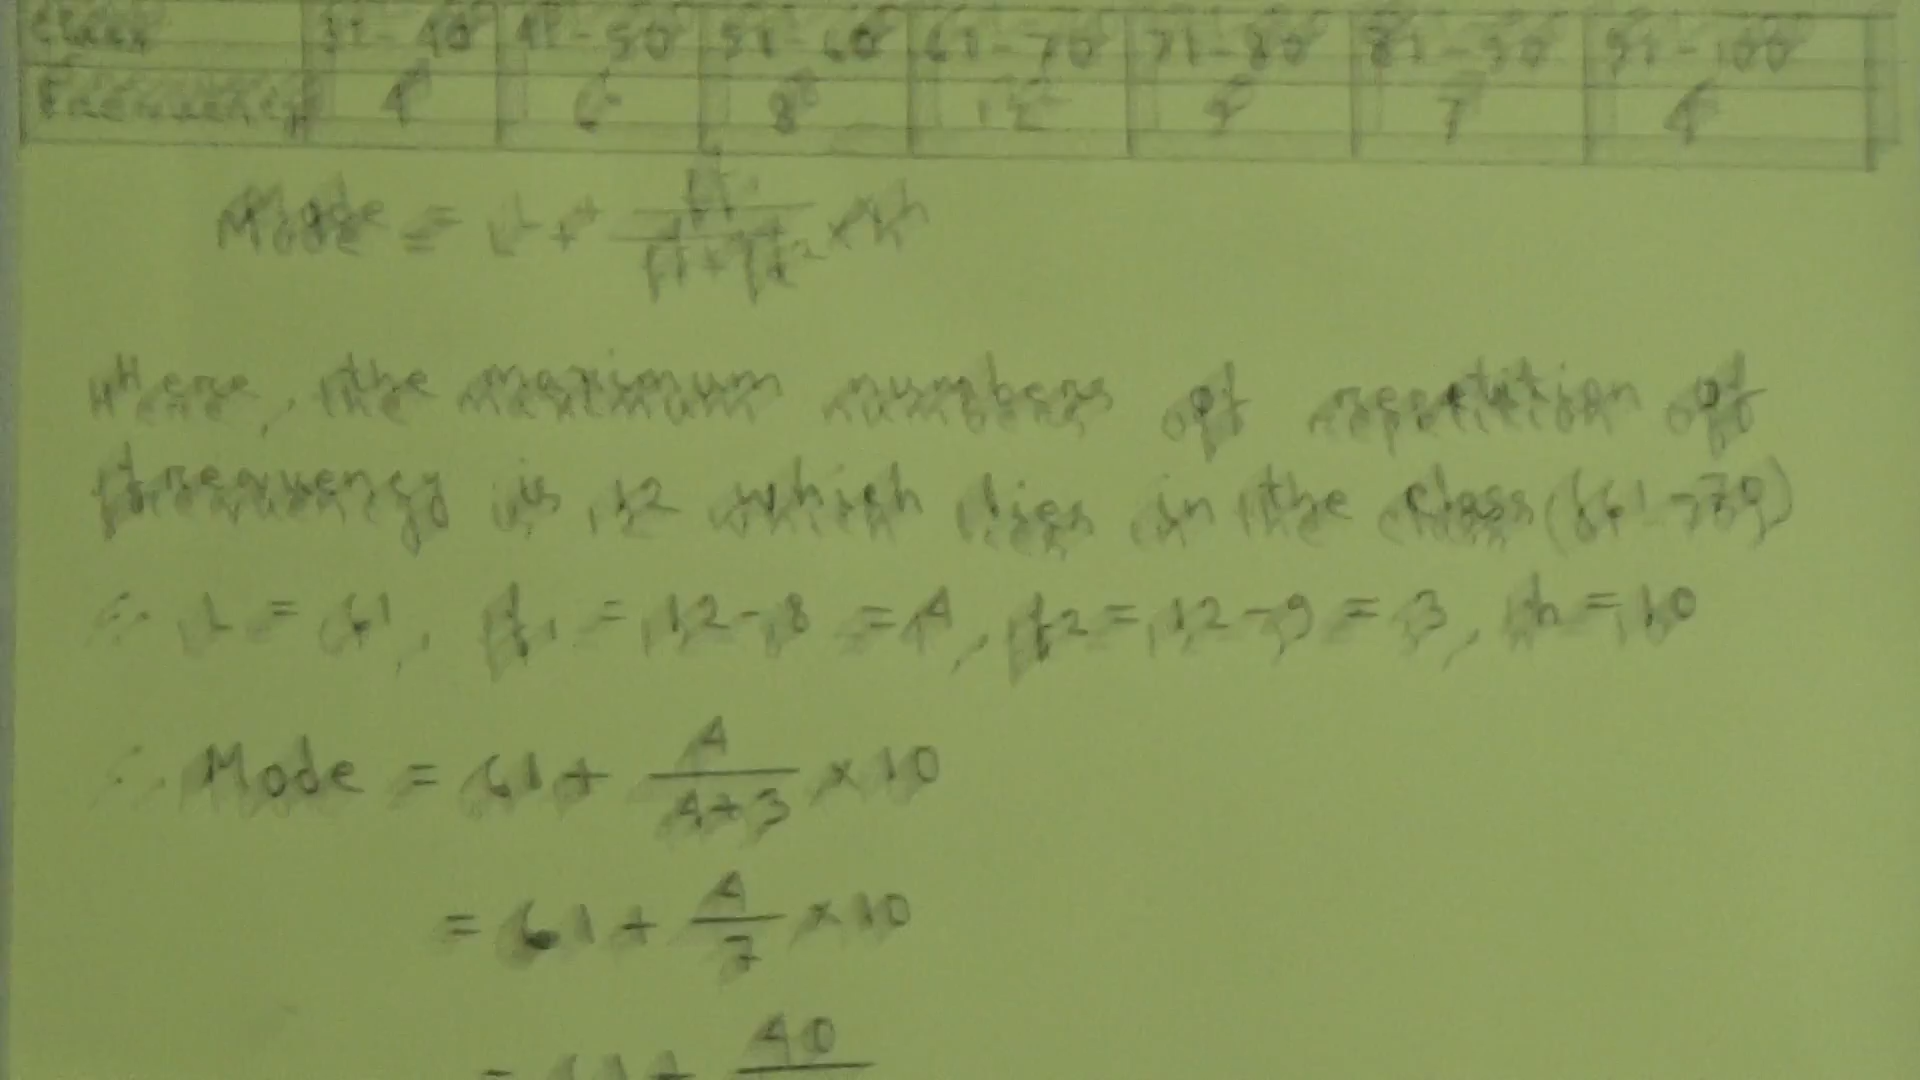 Class 31-40 41-50 51-60 61-70 71-80 81-90 91-100
Frequency 4 6 8 12 9 7 4
Mode = L + f1/(f1+f2) × h
Here, the maximum numbers of repetition of
frequency is 12 which lies in the class (61-70)
∴ L = 61, f1 = 12-8 = 4, f2 = 12-9 = 3, h = 10
∴ Mode = 61 + 4/(4+3) × 10
= 61 + 4/7 × 10
= 61 + 40